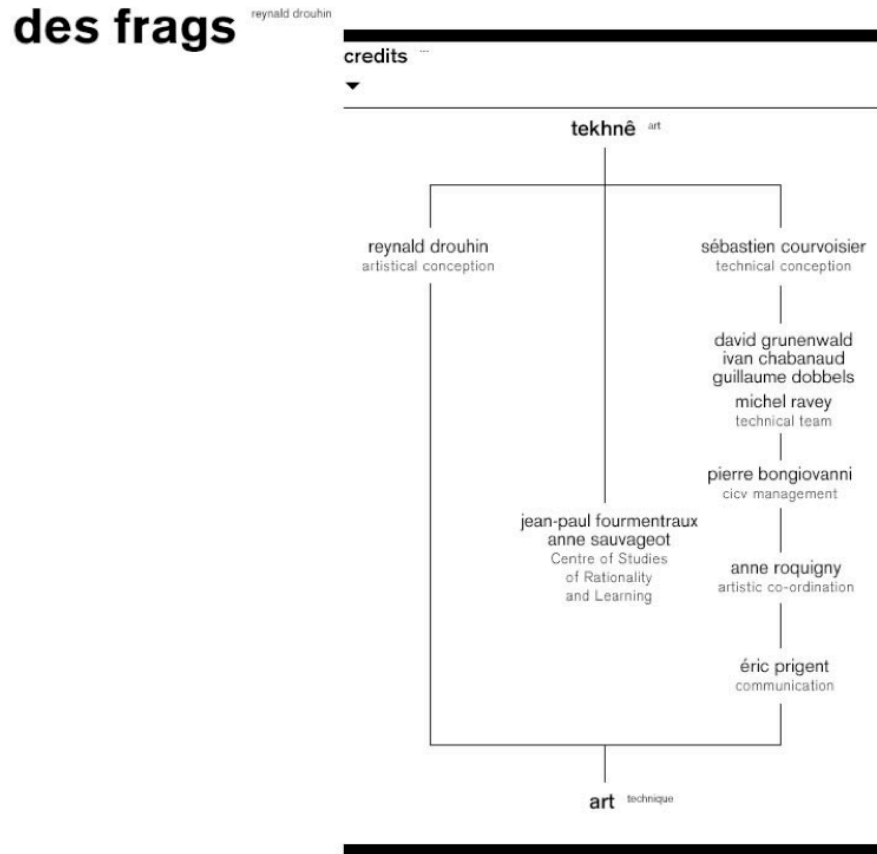 des frags reynald drouhin
credits ...
tekhnê art
reynald drouhin
artistical conception
sébastien courvoisier
technical conception
david grunenwald
ivan chabanaud
guillaume dobbels
michel ravey
technical team
pierre bongiovanni
cicv management
jean-paul fourmentraux
anne sauvageot
Centre of Studies
of Rationality
and Learning
anne roquigny
artistic co-ordination
éric prigent
communication
art technique